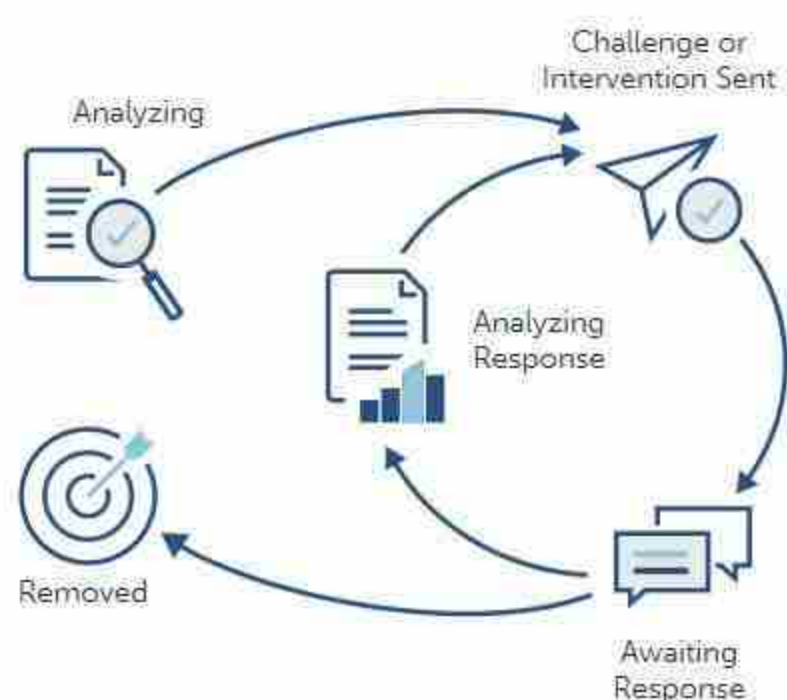 Challenge or
Intervention Sent
Analyzing
Analyzing
Response
Removed
Awaiting
Response